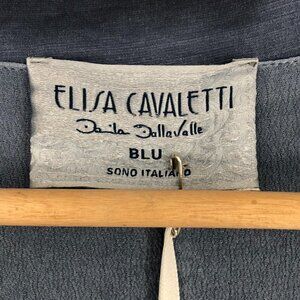 ELISA CAVALETTI
Daniela Dallavalle
BLU
SONO ITALIANO